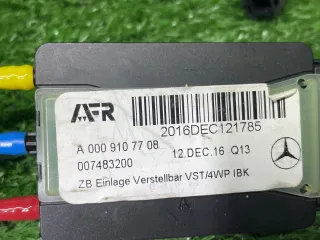 AFR
2016DEC121785
A 000 910 77 08
12.DEC.16 Q13
007483200
ZB Einlage Verstellbar VST/4WP IBK